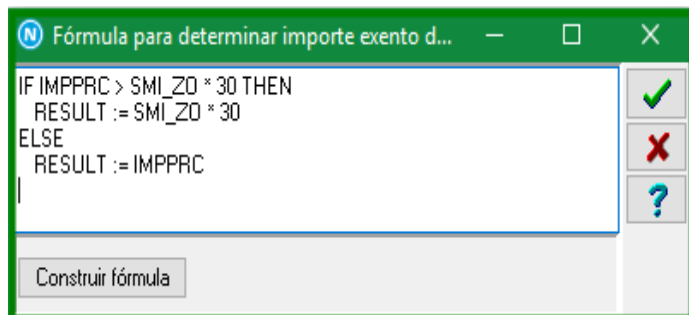 N Fórmula para determinar importe exento d...
IF IMPPRC > SMI_ZO * 30 THEN
RESULT := SMI_ZO * 30
ELSE
RESULT := IMPPRC
Construir fórmula